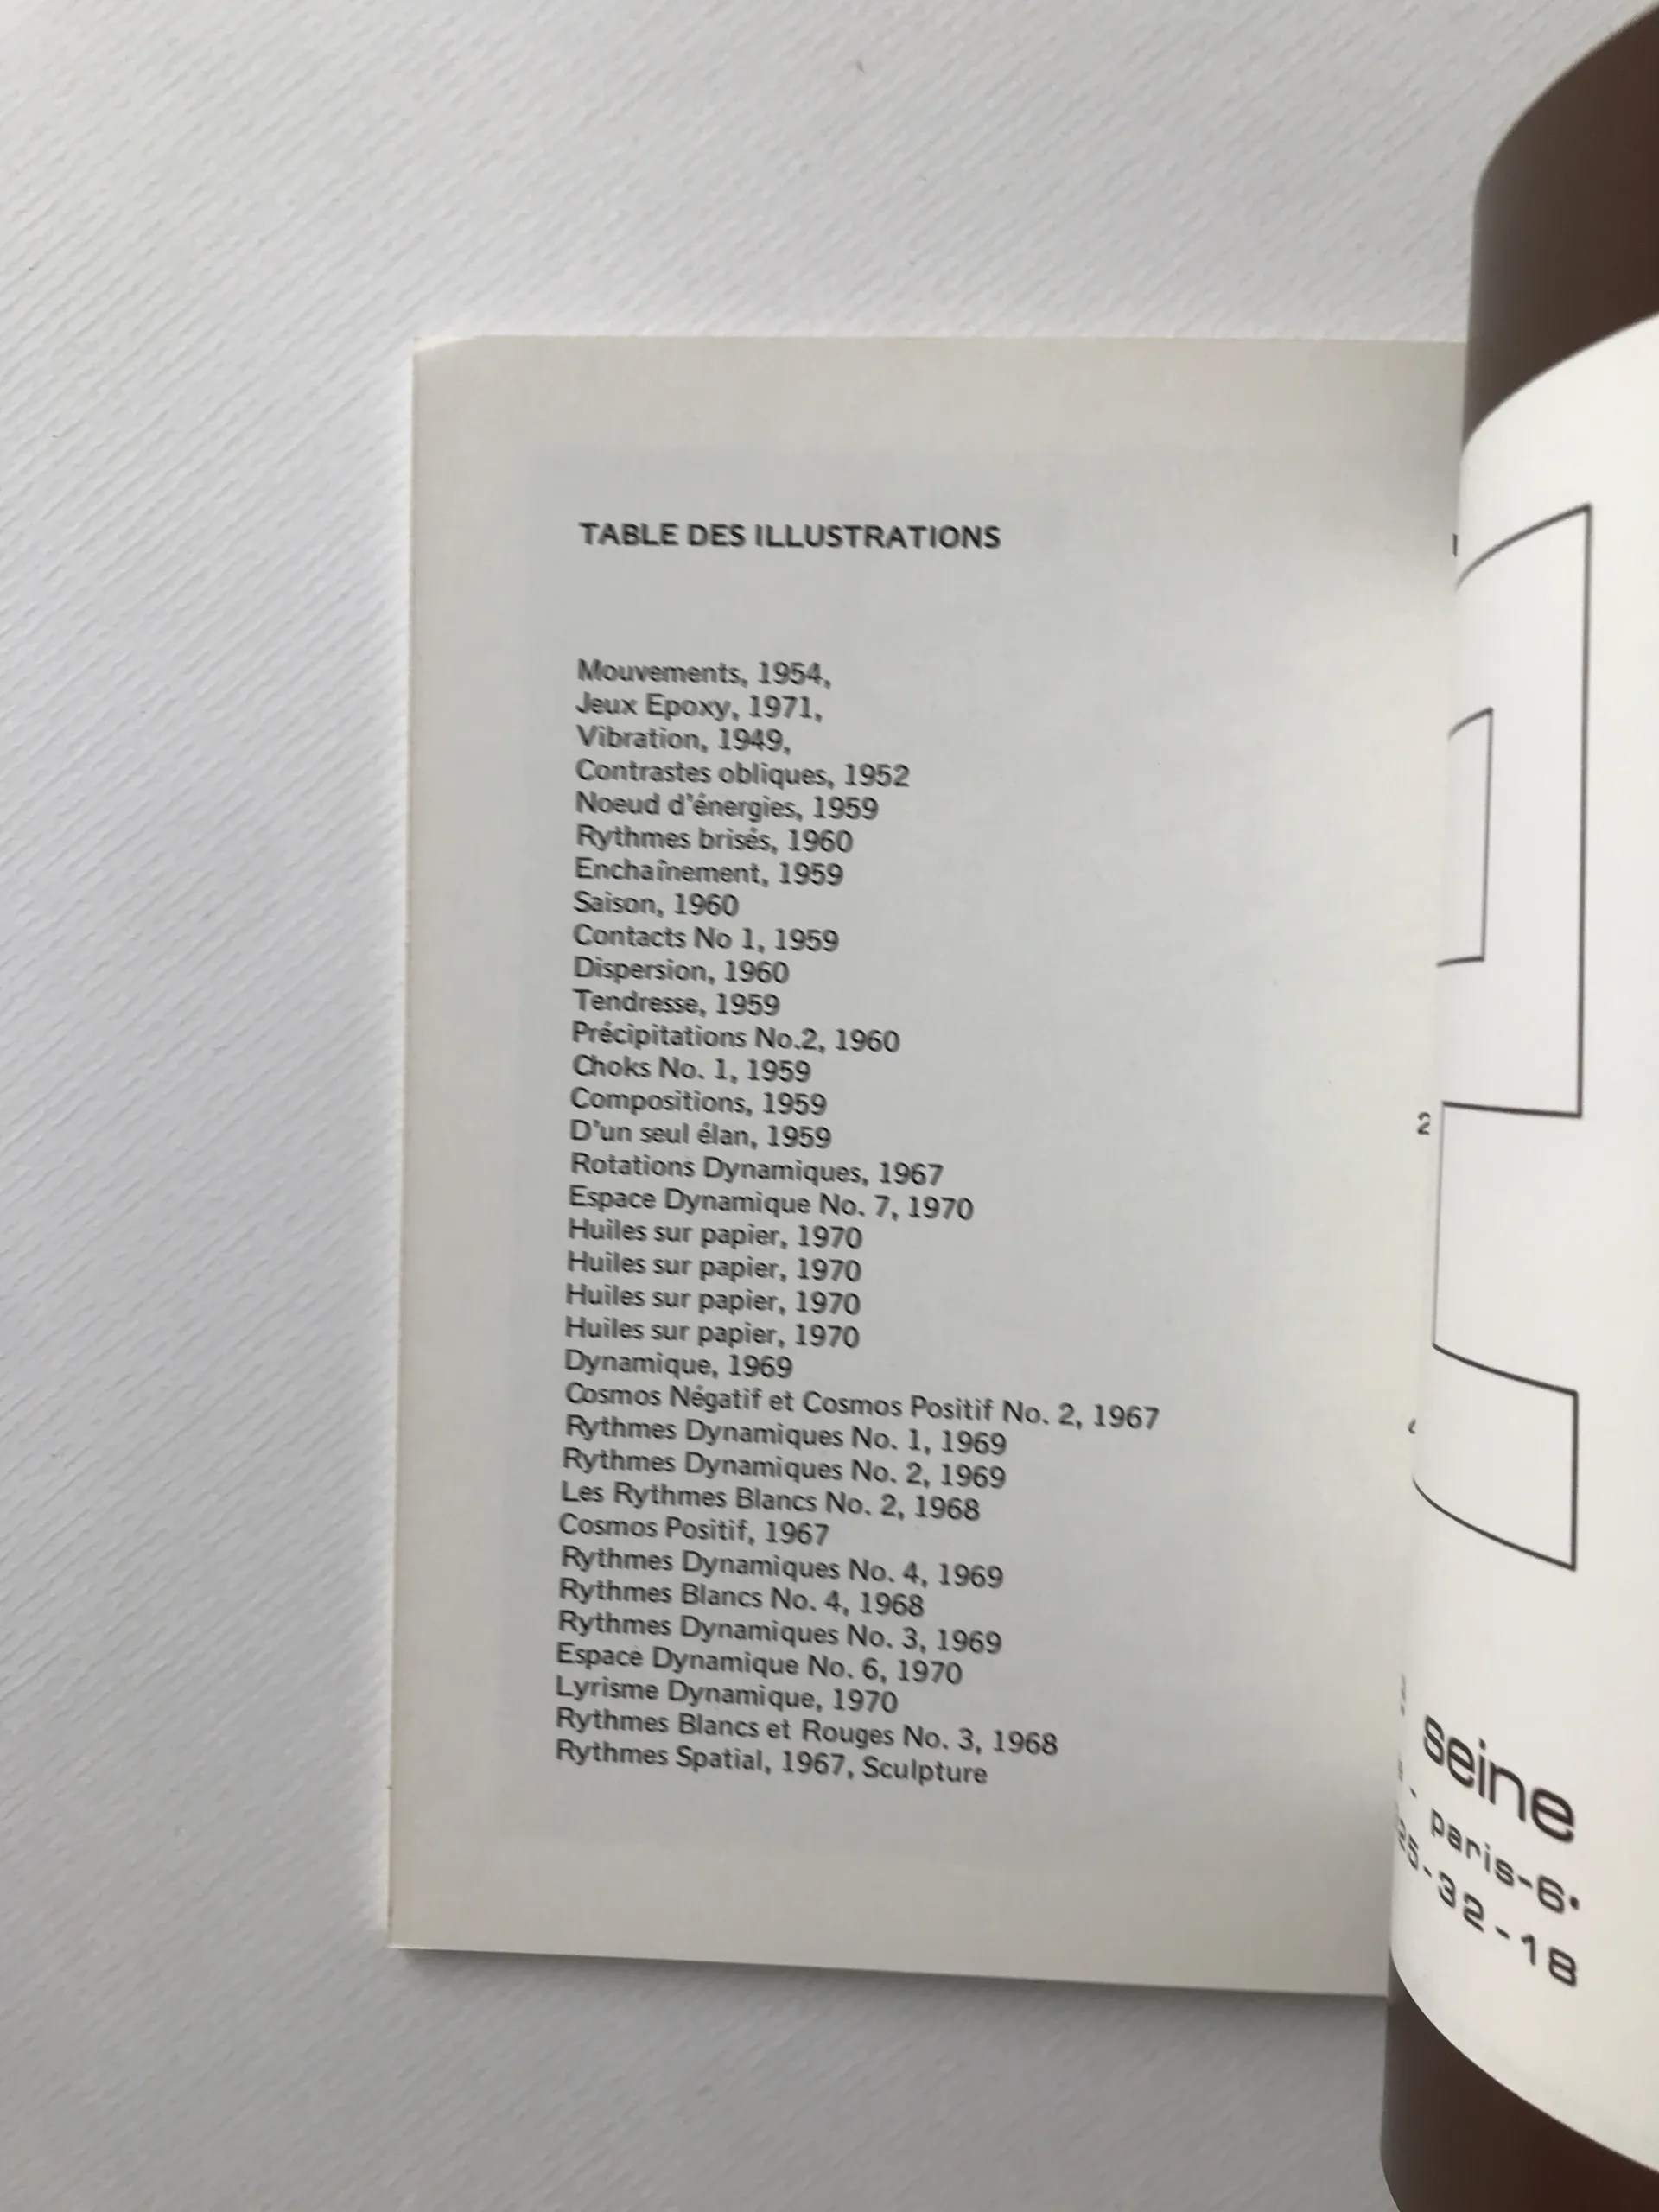 TABLE DES ILLUSTRATIONS
Mouvements, 1954,
Jeux Epoxy, 1971,
Vibration, 1949,
Contrastes obliques, 1952
Noeud d'énergies, 1959
Rythmes brisés, 1960
Enchaînement, 1959
Saison, 1960
Contacts No 1, 1959
Dispersion, 1960
Tendresse, 1959
Précipitations No.2, 1960
Choks No. 1, 1959
Compositions, 1959
D'un seul élan, 1959
Rotations Dynamiques, 1967
Espace Dynamique No. 7, 1970
Huiles sur papier, 1970
Huiles sur papier, 1970
Huiles sur papier, 1970
Huiles sur papier, 1970
Dynamique, 1969
Cosmos Négatif et Cosmos Positif No. 2, 1967
Rythmes Dynamiques No. 1, 1969
Rythmes Dynamiques No. 2, 1969
Les Rythmes Blancs No. 2, 1968
Cosmos Positif, 1967
Rythmes Dynamiques No. 4, 1969
Rythmes Blancs No. 4, 1968
Rythmes Dynamiques No. 3, 1969
Espace Dynamique No. 6, 1970
Lyrisme Dynamique, 1970
Rythmes Blancs et Rouges No. 3, 1968
Rythmes Spatial, 1967, Sculpture
2
seine
- paris-6•
25-32-18